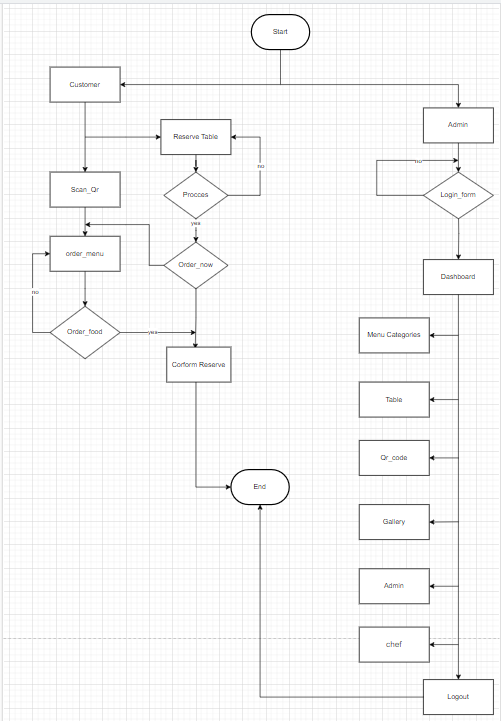 Start
Customer
Admin
Reserve Table
no
no
Scan_Qr
Procces
Login_form
yes
order_menu
Order_now
Dashboard
no
Order_food
yes
Menu Categories
Corform Reserve
Table
Qr_code
End
Gallery
Admin
chef
Logout